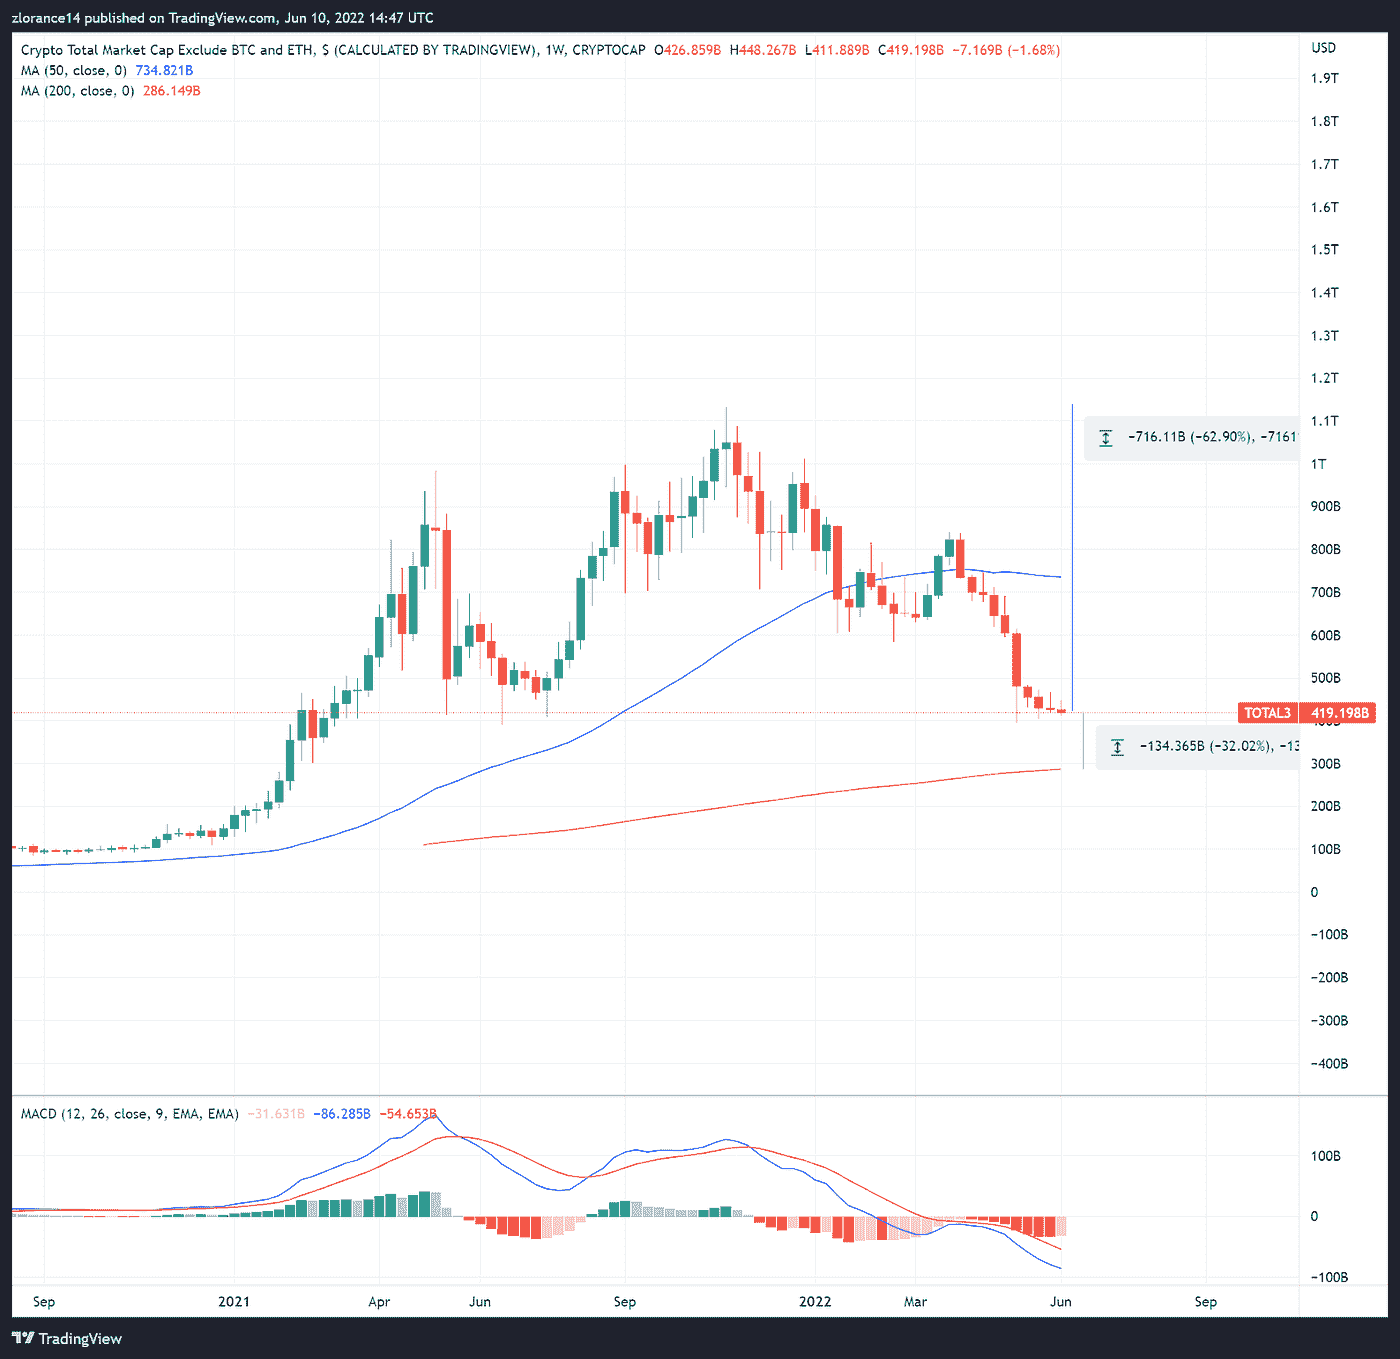 zlorance14 published on TradingView.com, Jun 10, 2022 14:47 UTC
Crypto Total Market Cap Exclude BTC and ETH, $ (CALCULATED BY TRADINGVIEW), 1W, CRYPTOCAP O426.859B H448.267B L411.889B C419.198B −7.169B (−1.68%)
MA (50, close, 0) 734.821B
MA (200, close, 0) 286.149B
USD
1.9T
1.8T
1.7T
1.6T
1.5T
1.4T
1.3T
1.2T
1.1T
−716.11B (−62.90%), −7161
1T
900B
800B
700B
600B
500B
TOTAL3 419.198B
400B
−134.365B (−32.02%), −13
300B
200B
100B
0
−100B
−200B
−300B
−400B
MACD (12, 26, close, 9, EMA, EMA) −31.631B −86.285B −54.653B
100B
0
−100B
Sep 2021 Apr Jun Sep 2022 Mar Jun Sep
TradingView